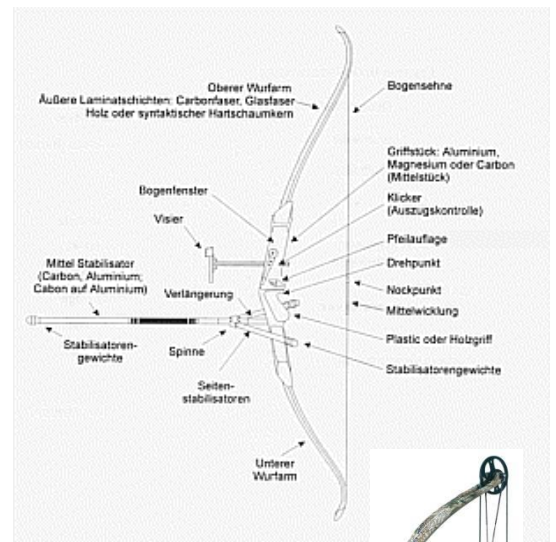 Oberer Wurfarm
Äußere Laminatschichten: Carbonfaser, Glasfaser
Holz oder syntaktischer Hartschaumkern
Bogensehne
Griffstück: Aluminium,
Magnesium oder Carbon
(Mittelstück)
Bogenfenster
Klicker
(Auszugskontrolle)
Visier
Pfeilauflage
Mittel Stabilisator
(Carbon, Aluminium;
Cabon auf Aluminium)
Drehpunkt
Verlängerung
Nockpunkt
Mittelwicklung
Stabilisatoren-
gewichte
Spinne
Plastic oder Holzgriff
Seiten-
stabilisatoren
Stabilisatorengewichte
Unterer
Wurfarm